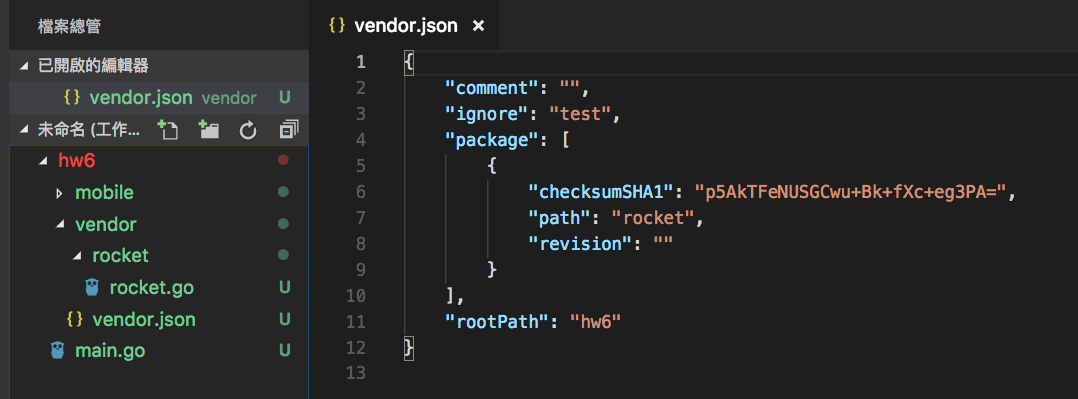 檔案總管
已開啟的編輯器
{} vendor.json vendor U
未命名 (工作...
hw6
mobile
vendor
rocket
rocket.go U
{} vendor.json U
main.go U
{} vendor.json ×
1 {
2 "comment": "",
3 "ignore": "test",
4 "package": [
5 {
6 "checksumSHA1": "p5AkTFeNUSGCwu+Bk+fXc+eg3PA=",
7 "path": "rocket",
8 "revision": ""
9 }
10 ],
11 "rootPath": "hw6"
12 }
13